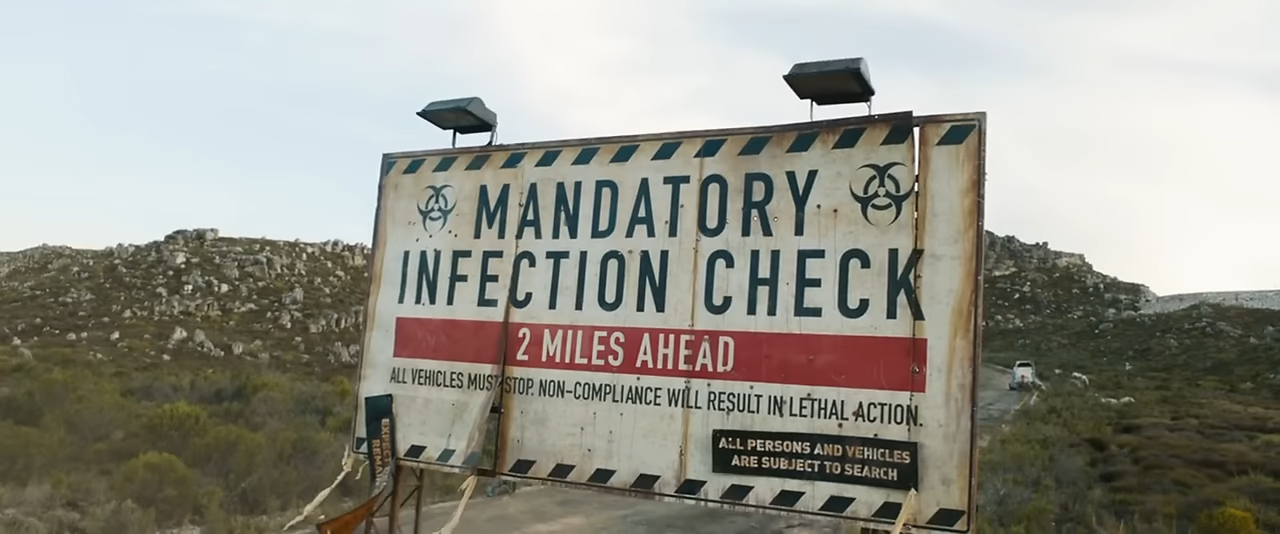 MANDATORY
INFECTION CHECK
2 MILES AHEAD
ALL VEHICLES MUST STOP. NON-COMPLIANCE WILL RESULT IN LETHAL ACTION.
ALL PERSONS AND VEHICLES
ARE SUBJECT TO SEARCH
EXPECT